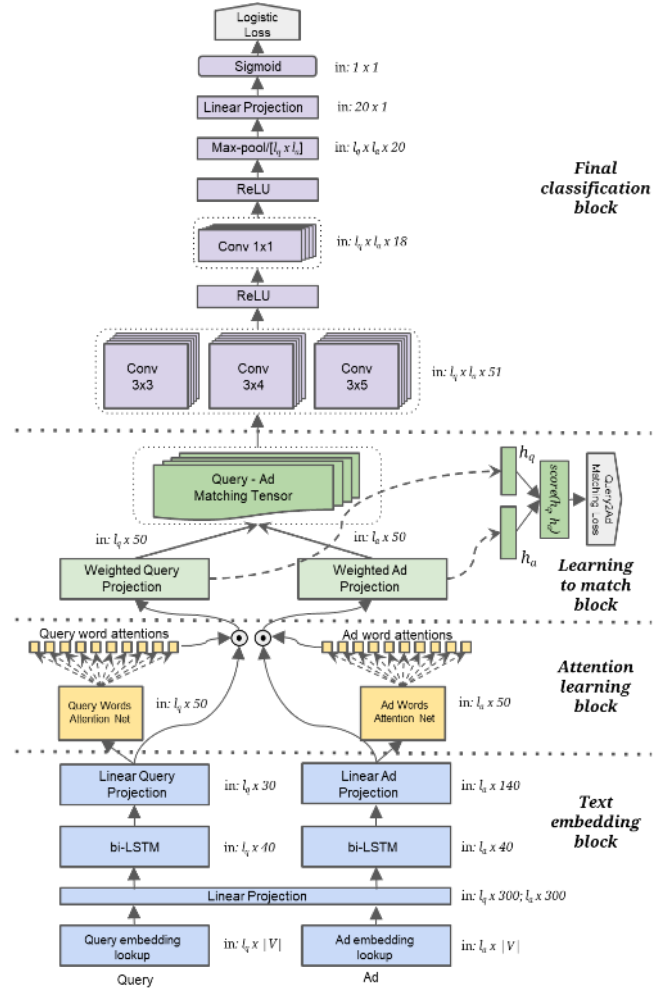 Logistic
Loss
Sigmoid
in: 1 x 1
Linear Projection
in: 20 x 1
Max-pool/[l_q x l_a]
in: l_q x l_a x 20
ReLU
Final
classification
block
Conv 1x1
in: l_q x l_a x 18
ReLU
Conv
3x3
Conv
3x4
Conv
3x5
in: l_q x l_a x 51
Query - Ad
Matching Tensor
h_q
score(h_q, h_a)
Query2Ad
Matching Loss
h_a
in: l_q x 50
in: l_a x 50
Weighted Query
Projection
Weighted Ad
Projection
Learning
to match
block
Query word attentions
Ad word attentions
Query Words
Attention Net
in: l_q x 50
Ad Words
Attention Net
in: l_a x 50
Attention
learning
block
Linear Query
Projection
in: l_q x 30
Linear Ad
Projection
in: l_a x 140
bi-LSTM
in: l_q x 40
bi-LSTM
in: l_a x 40
Text
embedding
block
Linear Projection
in: l_q x 300; l_a x 300
Query embedding
lookup
in: l_q x |V|
Ad embedding
lookup
in: l_a x |V|
Query
Ad